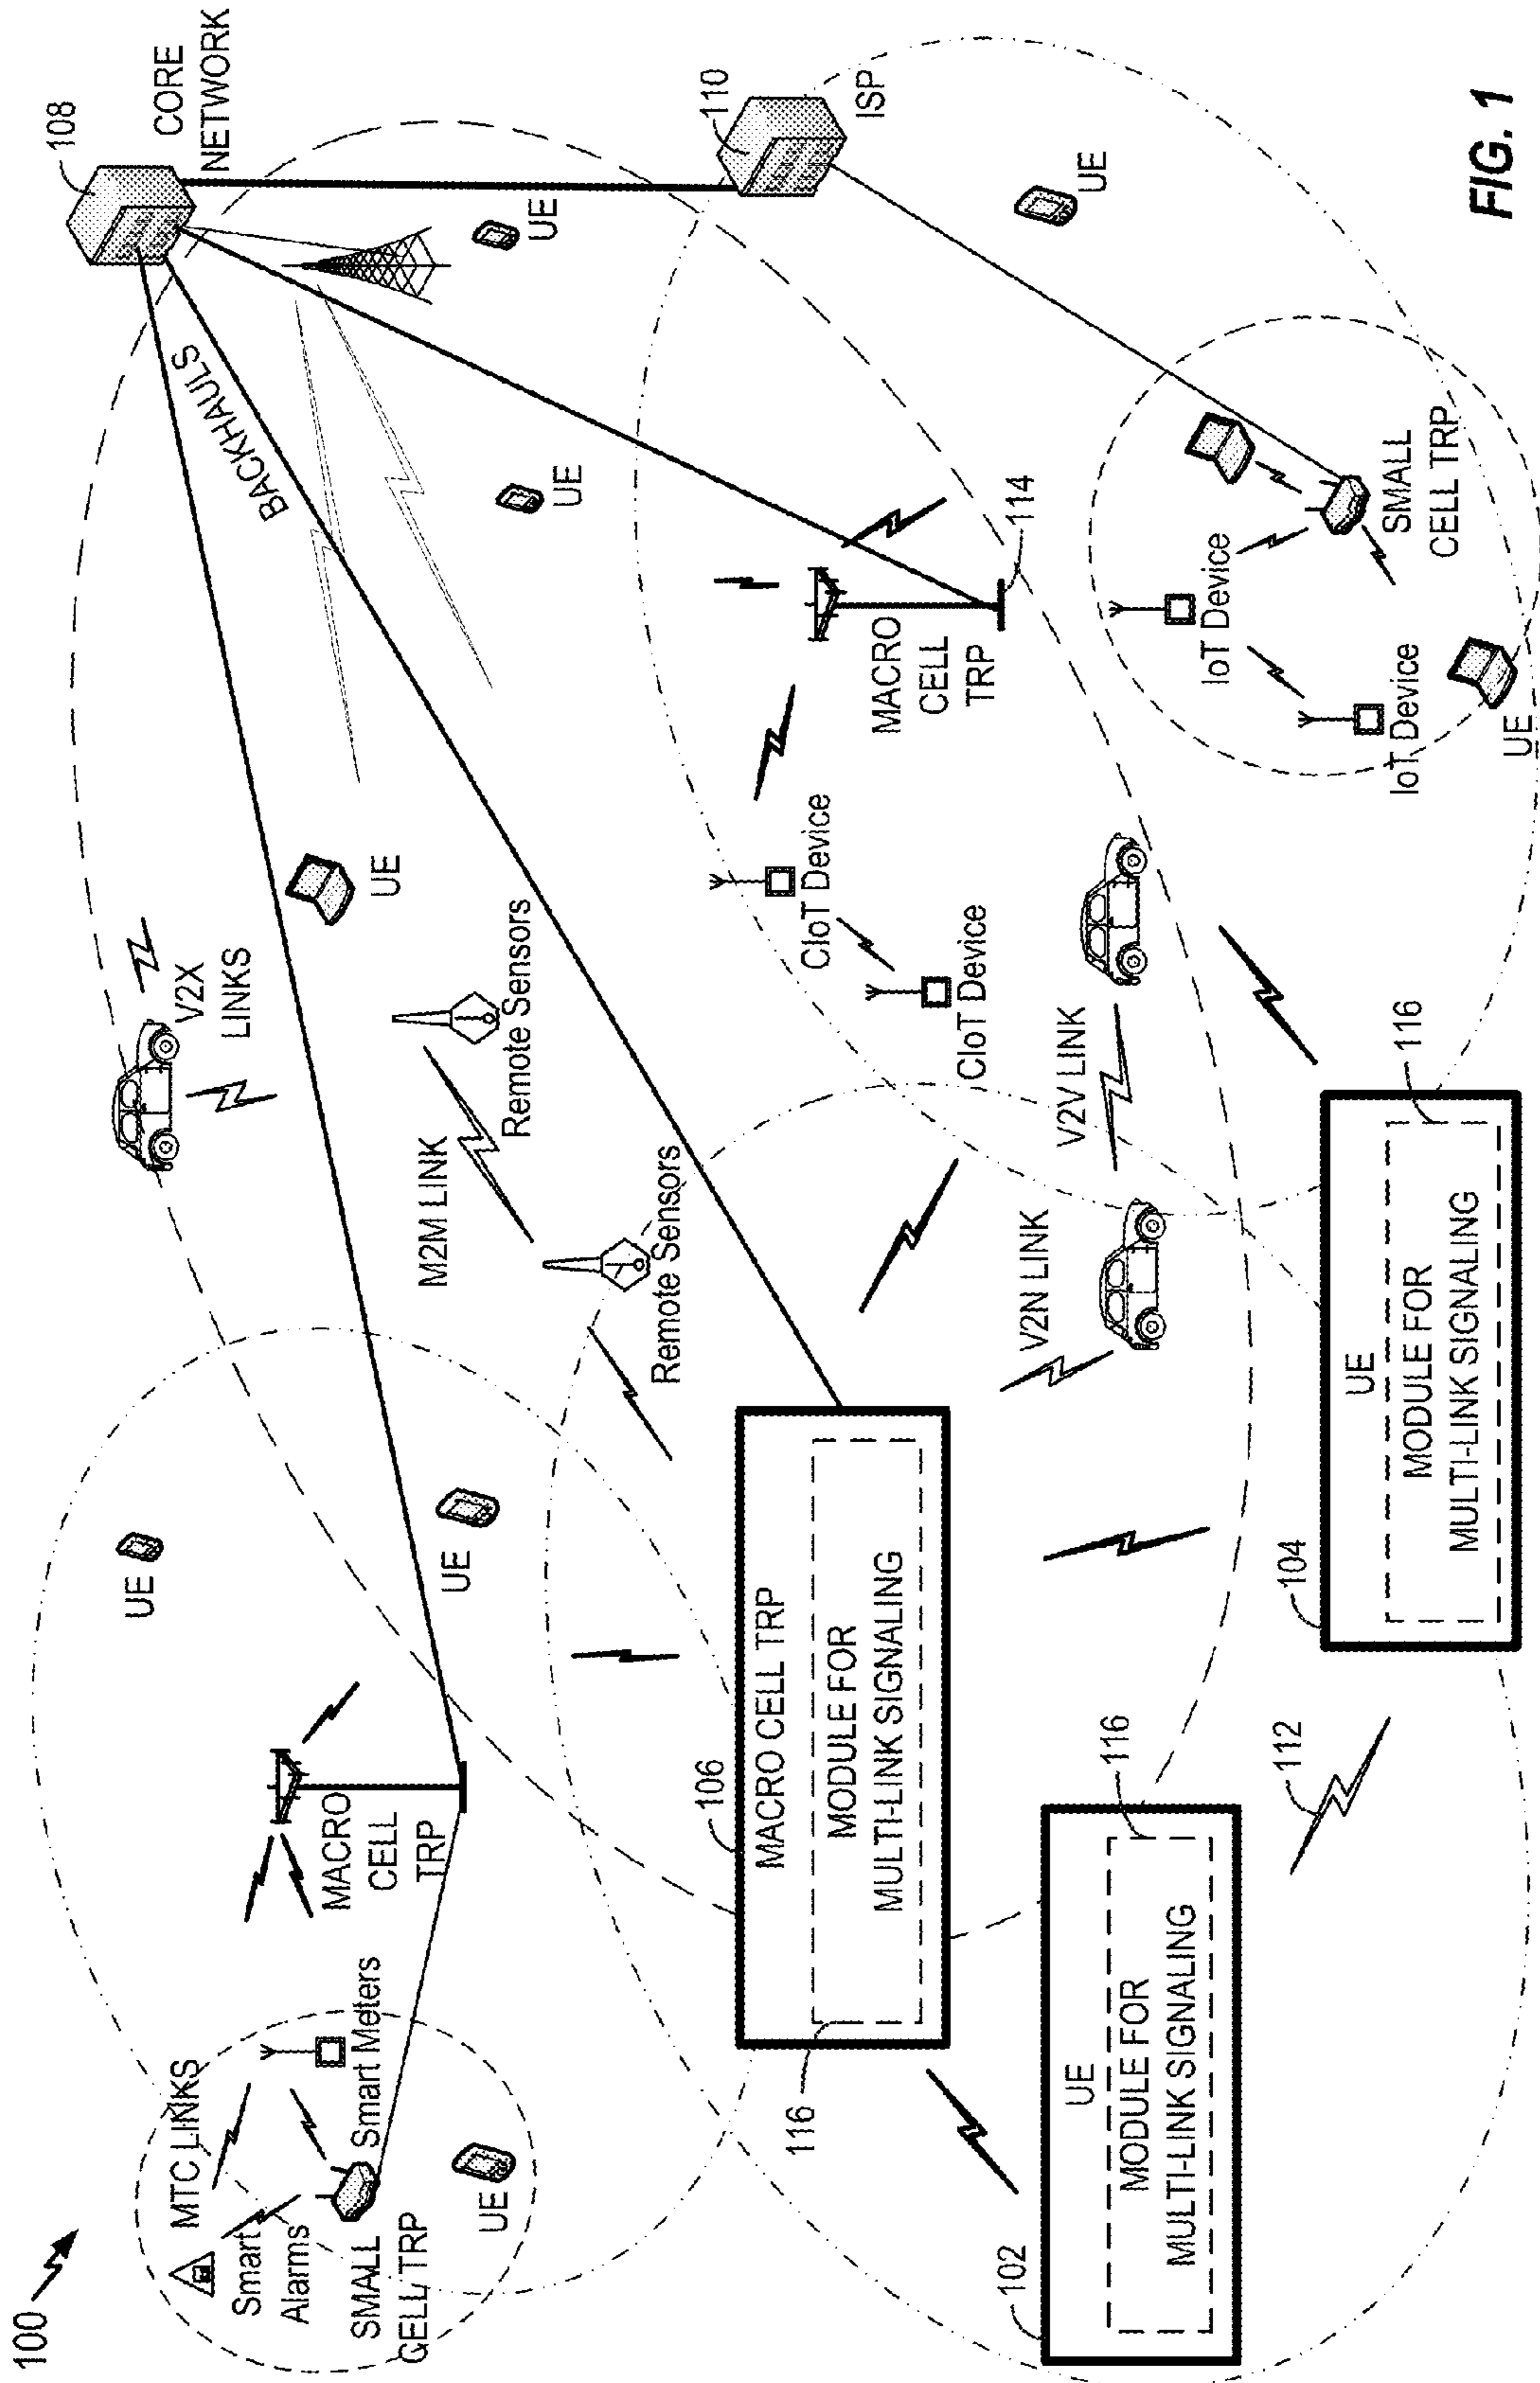 100
MTC LINKS
Smart
Alarms
SMALL
CELL TRP
Smart Meters
UE
MACRO
CELL
TRP
UE
UE
V2X
LINKS
UE
BACKHAULS
108
CORE
NETWORK
UE
UE
M2M LINK
Remote Sensors
Remote Sensors
110
ISP
UE
106
MACRO CELL TRP
MODULE FOR
MULTI-LINK SIGNALING
116
CIoT Device
CIoT Device
MACRO
CELL
TRP
114
V2N LINK
V2V LINK
IoT Device
IoT Device
SMALL
CELL TRP
UE
102
UE
MODULE FOR
MULTI-LINK SIGNALING
116
112
104
UE
MODULE FOR
MULTI-LINK SIGNALING
116
FIG. 1